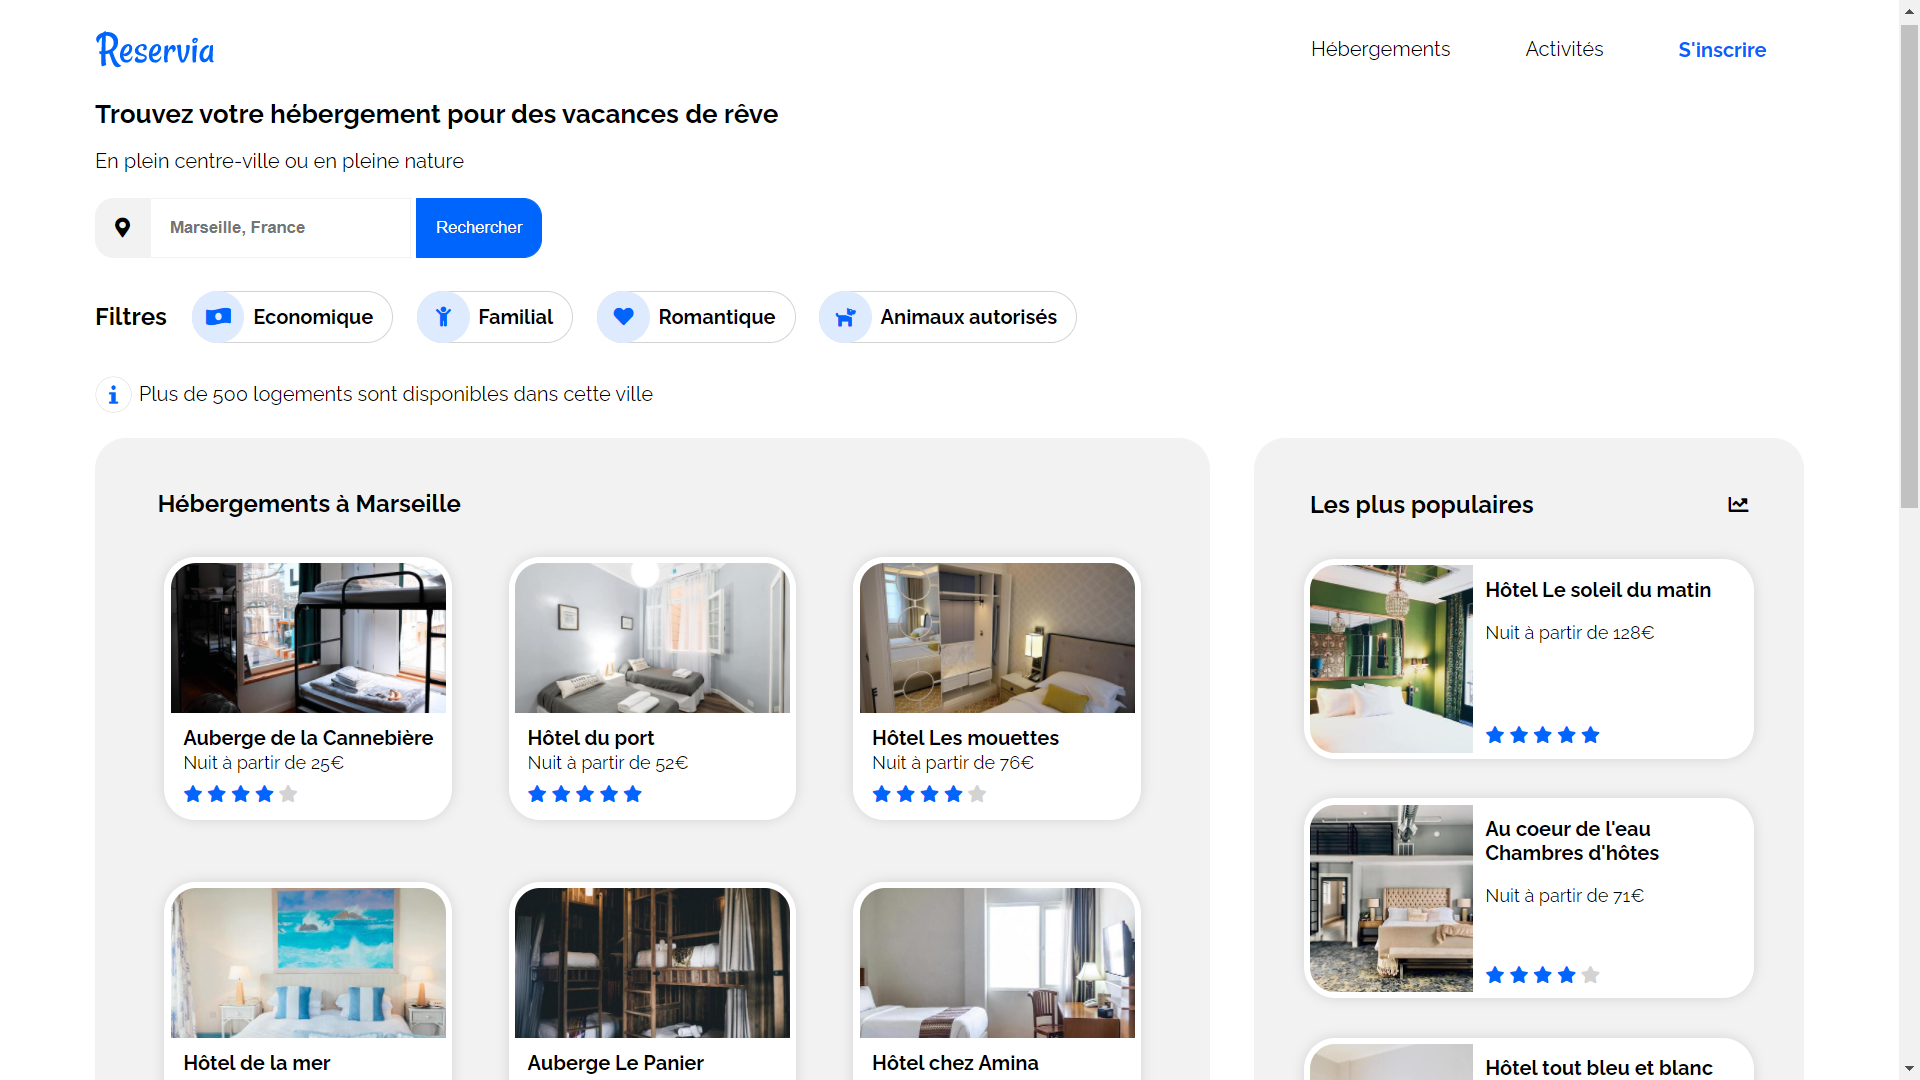 Reservia
Hébergements
Activités
S'inscrire
Trouvez votre hébergement pour des vacances de rêve
En plein centre-ville ou en pleine nature
Marseille, France
Rechercher
Filtres
Economique
Familial
Romantique
Animaux autorisés
Plus de 500 logements sont disponibles dans cette ville
Hébergements à Marseille
Auberge de la Cannebière
Nuit à partir de 25€
Hôtel du port
Nuit à partir de 52€
Hôtel Les mouettes
Nuit à partir de 76€
Hôtel de la mer
Auberge Le Panier
Hôtel chez Amina
Les plus populaires
Hôtel Le soleil du matin
Nuit à partir de 128€
Au coeur de l'eau
Chambres d'hôtes
Nuit à partir de 71€
Hôtel tout bleu et blanc